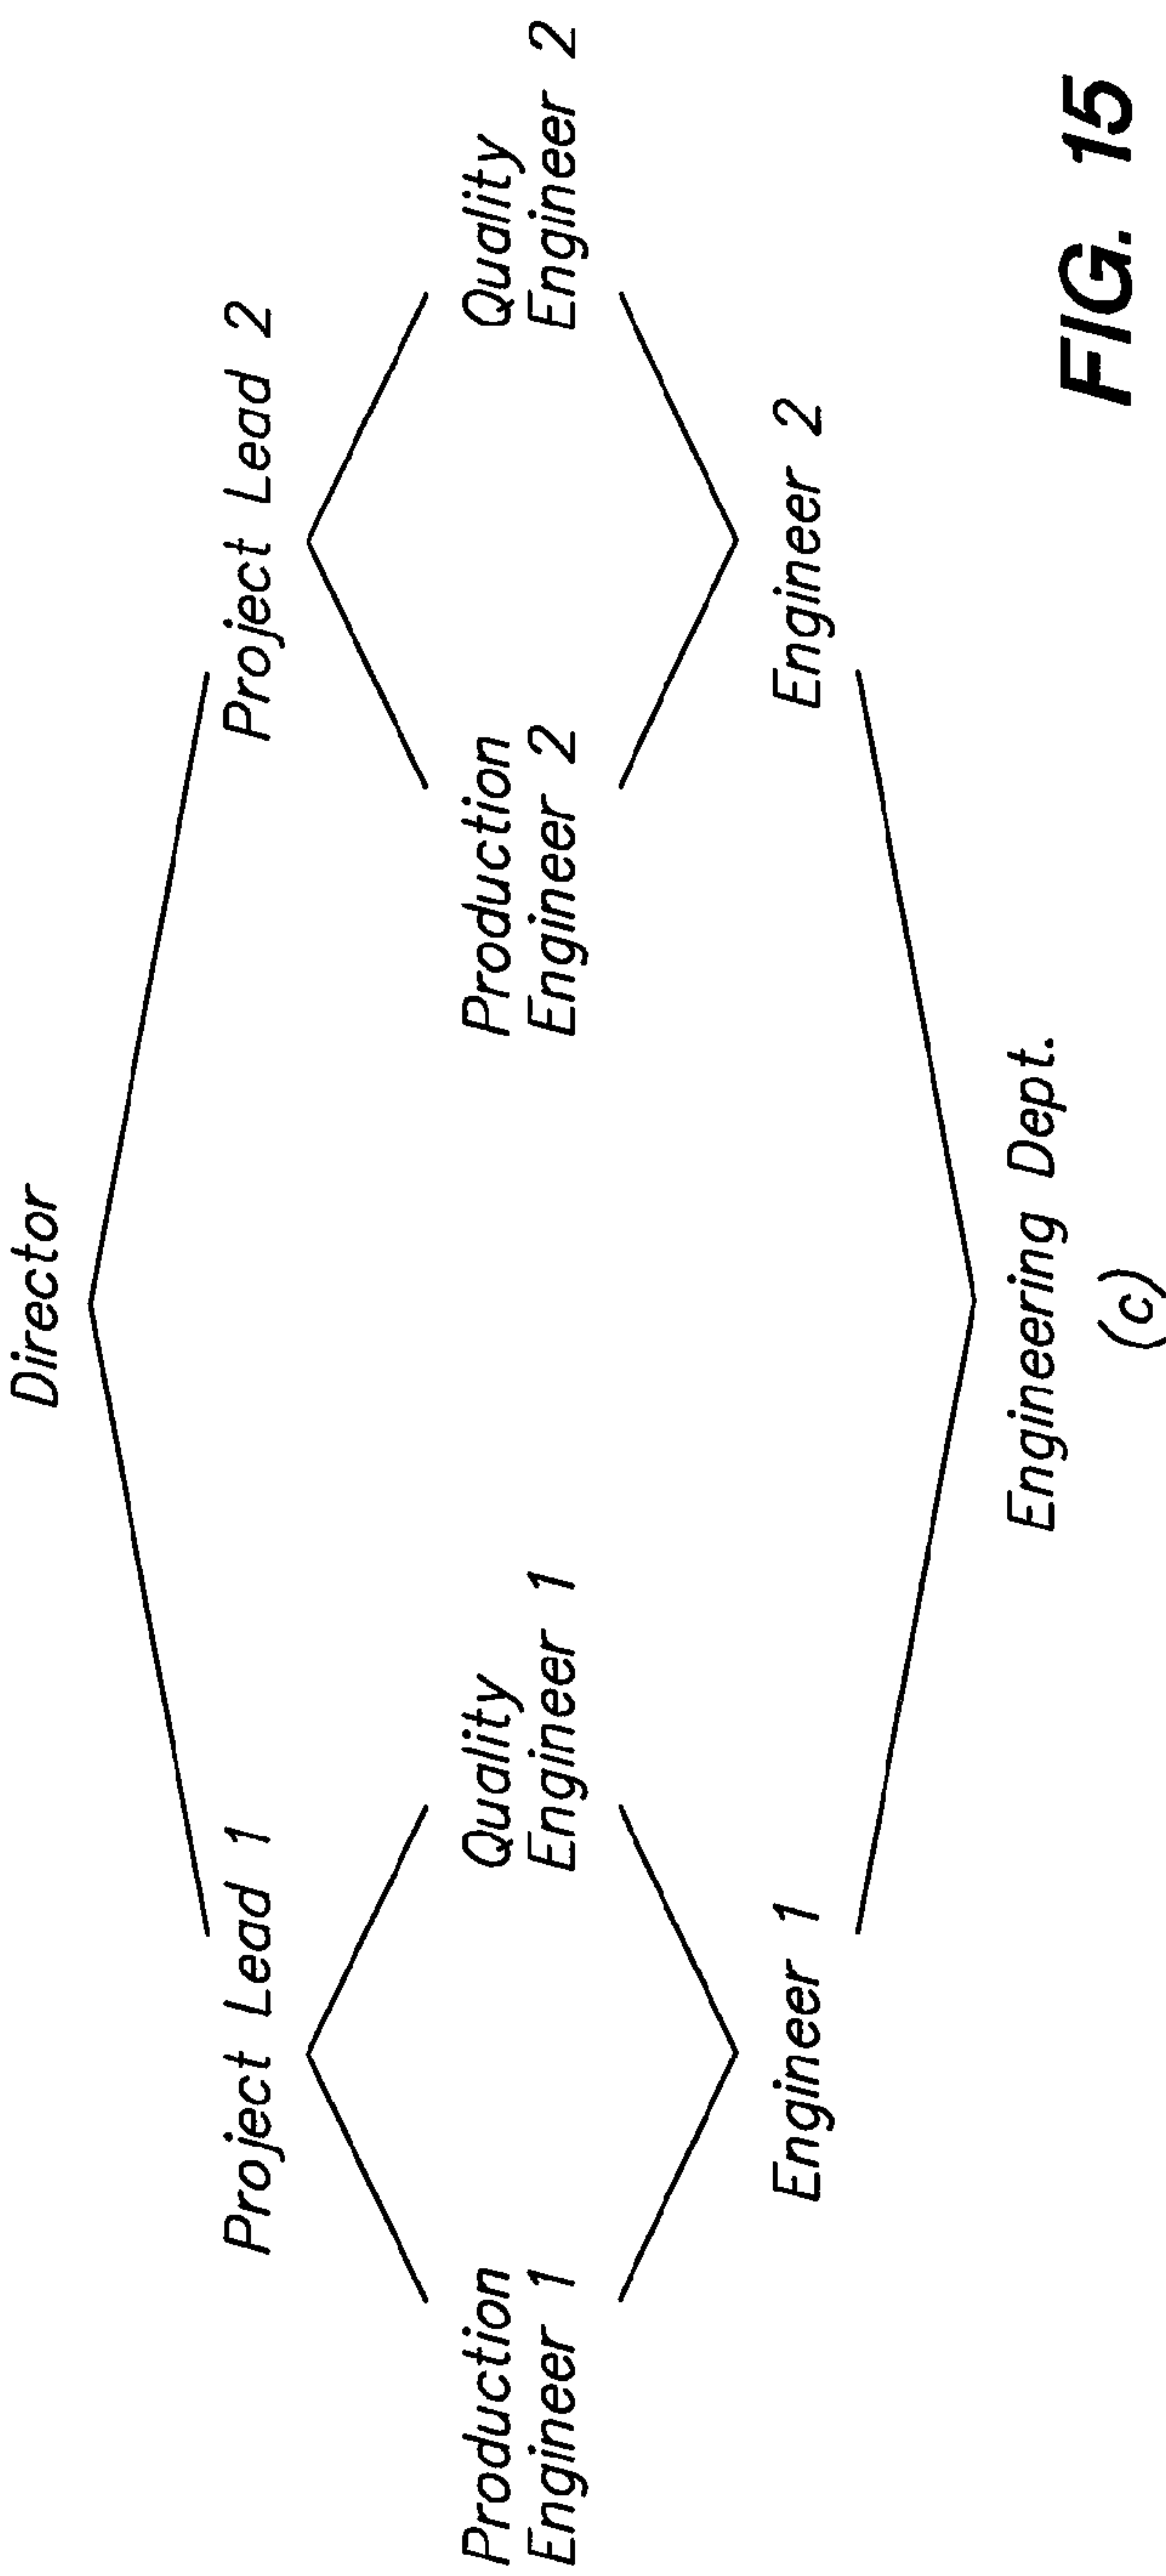 Director
Project Lead 1
Project Lead 2
Production
Engineer 1
Quality
Engineer 1
Production
Engineer 2
Quality
Engineer 2
Engineer 1
Engineer 2
Engineering Dept.
(c)
FIG. 15